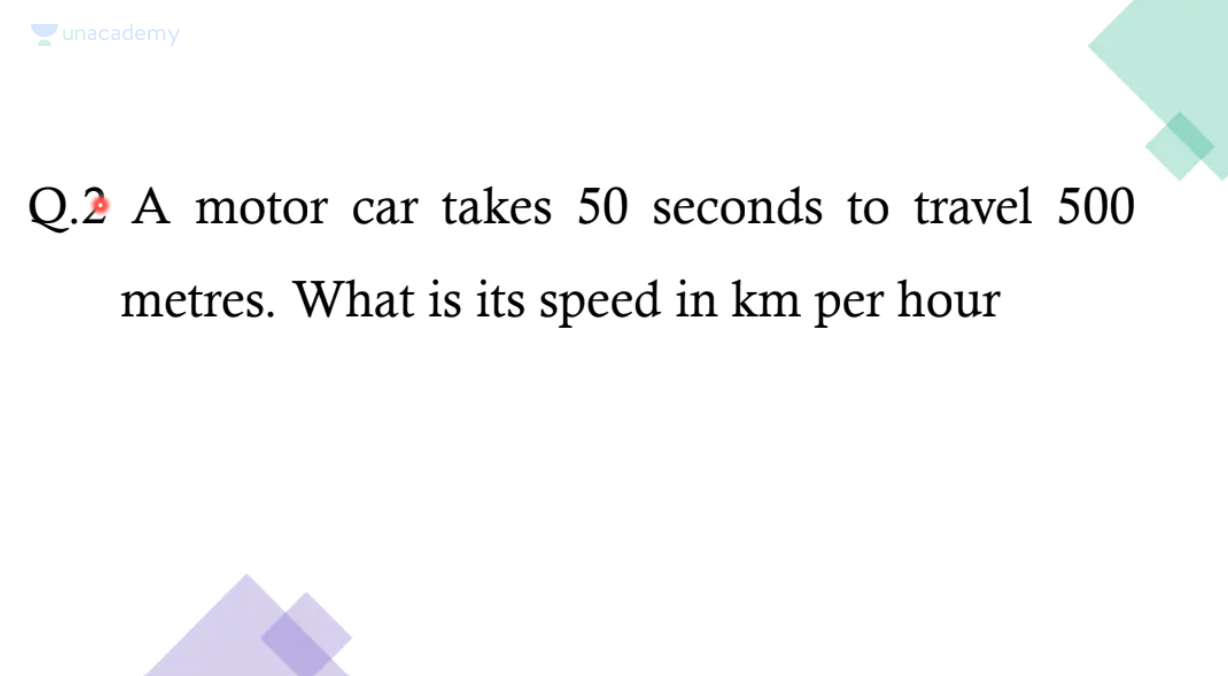 unacademy
Q.2 A motor car takes 50 seconds to travel 500
metres. What is its speed in km per hour